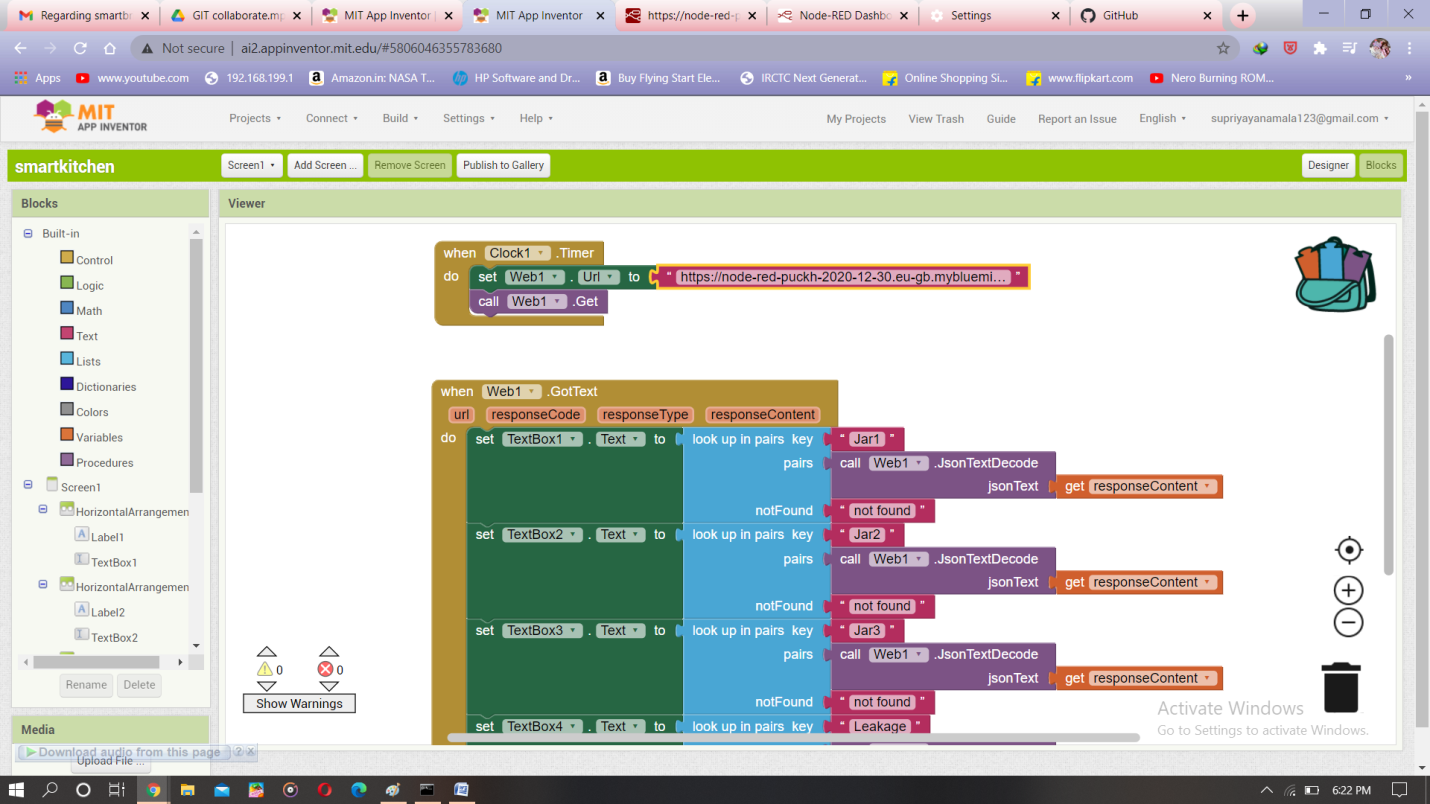 Regarding smartbr
GIT collaborate.mp
MIT App Inventor
MIT App Inventor
https://node-red-p
Node-RED Dashbo
Settings
GitHub
Not secure | ai2.appinventor.mit.edu/#5806046355783680
Apps www.youtube.com 192.168.199.1 Amazon.in: NASA T... HP Software and Dr... Buy Flying Start Ele... IRCTC Next Generat... Online Shopping Si... www.flipkart.com Nero Burning ROM... »
MIT
APP INVENTOR
Projects Connect Build Settings Help My Projects View Trash Guide Report an Issue English supriyayanamala123@gmail.com
smartkitchen Screen1 Add Screen ... Remove Screen Publish to Gallery Designer Blocks
Blocks
Built-in
Control
Logic
Math
Text
Lists
Dictionaries
Colors
Variables
Procedures
Screen1
HorizontalArrangemen
Label1
TextBox1
HorizontalArrangemen
Label2
TextBox2
Rename Delete
Media
Download audio from this page ? X
Upload File ...
Viewer
when Clock1 .Timer
do set Web1 . Url to “ https://node-red-puckh-2020-12-30.eu-gb.mybluemi... ”
call Web1 .Get
when Web1 .GotText
url responseCode responseType responseContent
do set TextBox1 . Text to look up in pairs key “ Jar1 ”
pairs call Web1 .JsonTextDecode
jsonText get responseContent
notFound “ not found ”
set TextBox2 . Text to look up in pairs key “ Jar2 ”
pairs call Web1 .JsonTextDecode
jsonText get responseContent
notFound “ not found ”
set TextBox3 . Text to look up in pairs key “ Jar3 ”
pairs call Web1 .JsonTextDecode
jsonText get responseContent
notFound “ not found ”
set TextBox4 . Text to look up in pairs key “ Leakage ”
0 0
Show Warnings
Activate Windows
Go to Settings to activate Windows.
6:22 PM